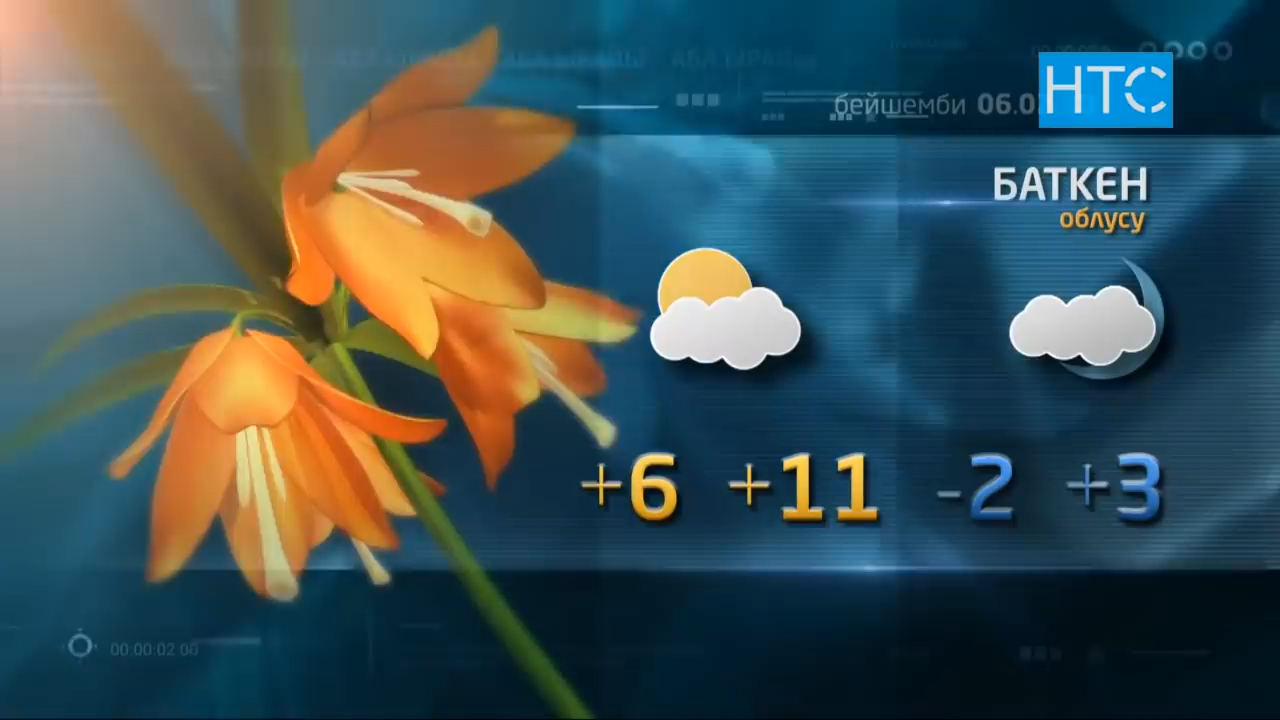 бейшемби 06.0
НТС
БАТКЕН
облусу
+6 +11 -2 +3
00:00:02:00